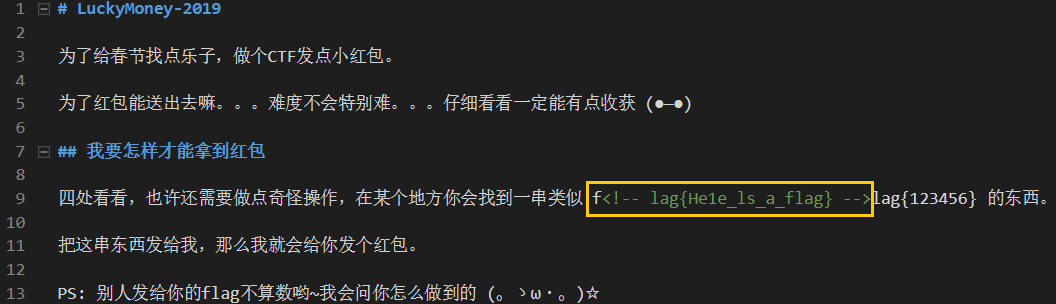 1 # LuckyMoney-2019
2
3 为了给春节找点乐子，做个CTF发点小红包。
4
5 为了红包能送出去嘛。。。难度不会特别难。。。仔细看看一定能有点收获 (●—●)
6
7 ## 我要怎样才能拿到红包
8
9 四处看看，也许还需要做点奇怪操作，在某个地方你会找到一串类似 f<!-- lag{He1e_ls_a_flag} -->lag{123456} 的东西。
10
11 把这串东西发给我，那么我就会给你发个红包。
12
13 PS: 别人发给你的flag不算数哟~我会问你怎么做到的 (。ゝω・。)☆